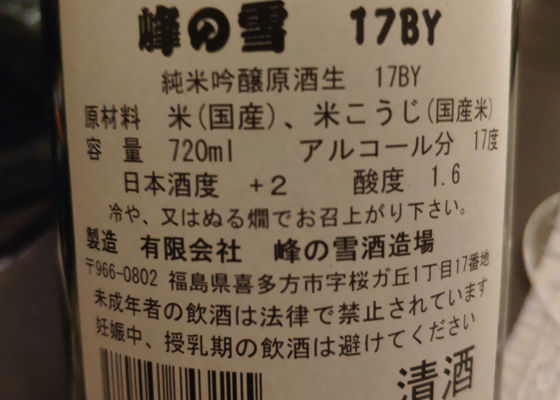 峰の雪　17BY
純米吟醸原酒生　17BY
原材料　米(国産)、米こうじ(国産米)
容　量　720ml　アルコール分　17度
日本酒度　+2　酸度　1.6
冷や、又はぬる燗でお召上がり下さい。
製造　有限会社　峰の雪酒造場
〒966-0802 福島県喜多方市字桜ガ丘1丁目17番地
未成年者の飲酒は法律で禁止されています
妊娠中、授乳期の飲酒は避けてください
清酒